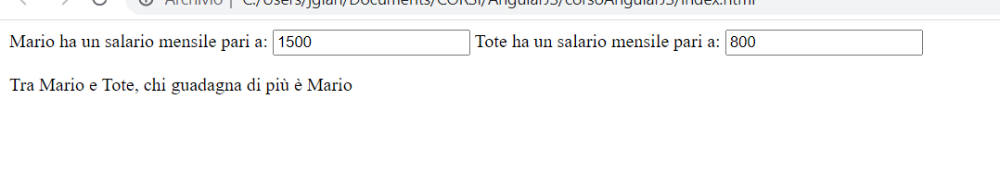 Archivio | C:/Users/jgian/Documents/CORSI/AngularJS/corsoAngularJS/index.html
Mario ha un salario mensile pari a: 1500 Tote ha un salario mensile pari a: 800
Tra Mario e Tote, chi guadagna di più è Mario